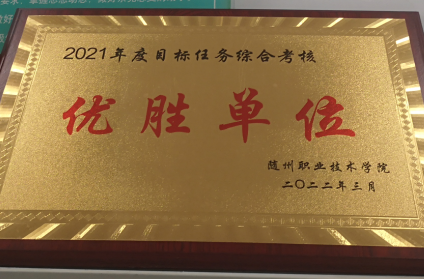 2021年度目标任务综合考核
优胜单位
随州职业技术学院
二〇二二年三月